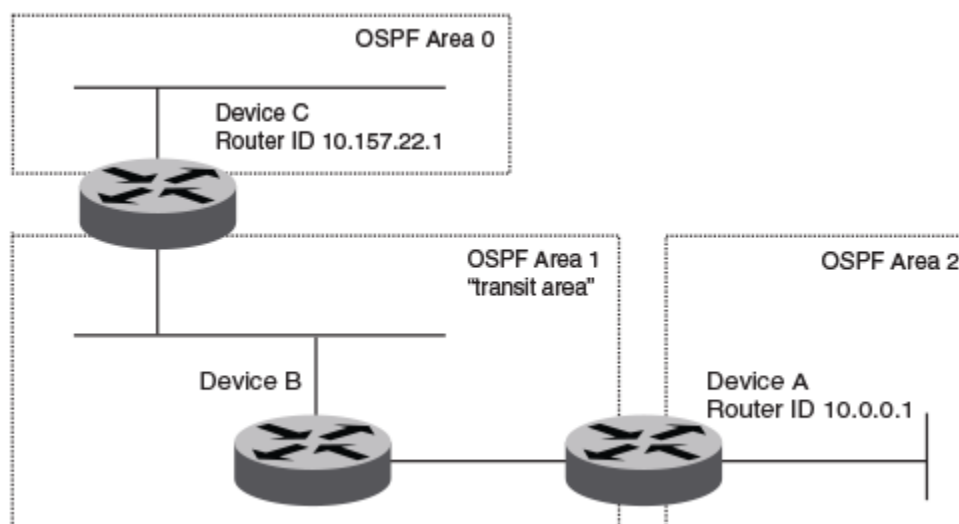 OSPF Area 0
Device C
Router ID 10.157.22.1
OSPF Area 1
"transit area"
OSPF Area 2
Device B
Device A
Router ID 10.0.0.1